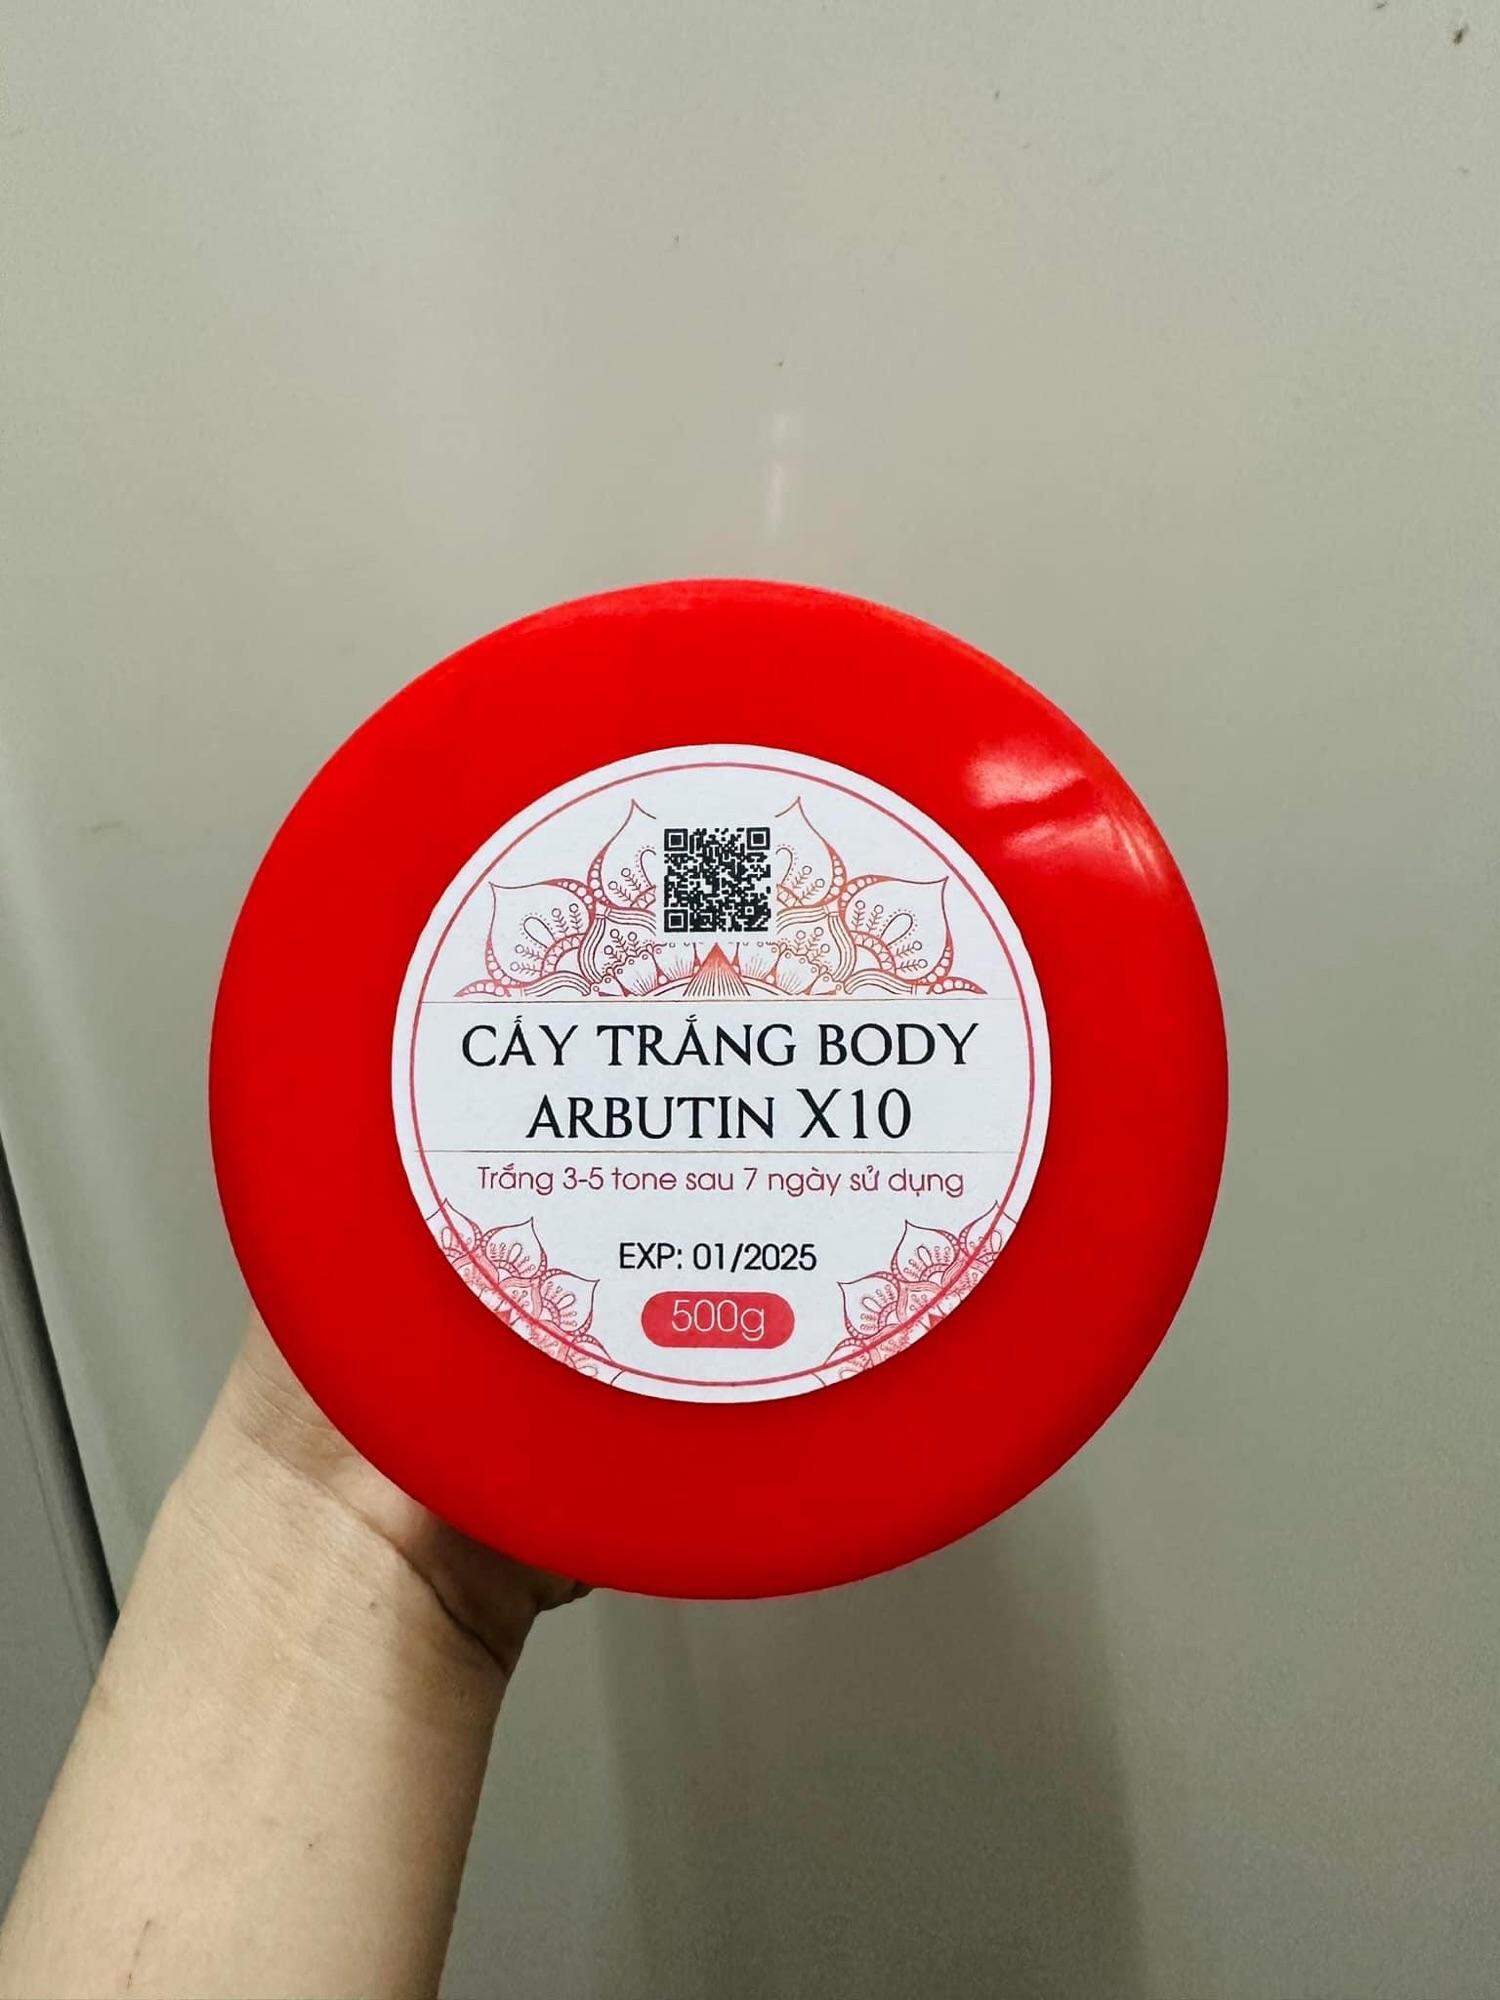 CẤY TRẮNG BODY
ARBUTIN X10
Trắng 3-5 tone sau 7 ngày sử dụng
EXP: 01/2025
500g